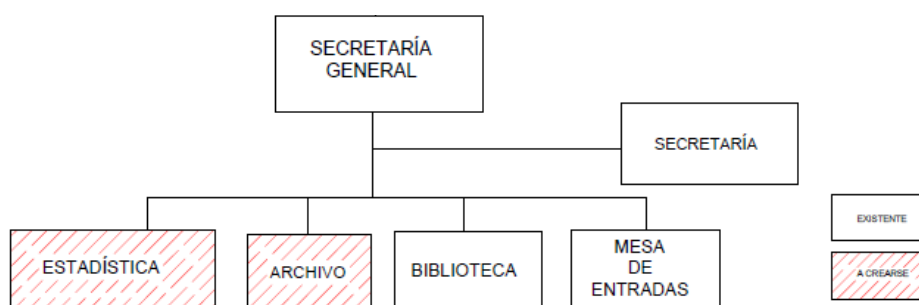 SECRETARÍA
GENERAL
SECRETARÍA
ESTADÍSTICA
ARCHIVO
BIBLIOTECA
MESA
DE
ENTRADAS
EXISTENTE
A CREARSE